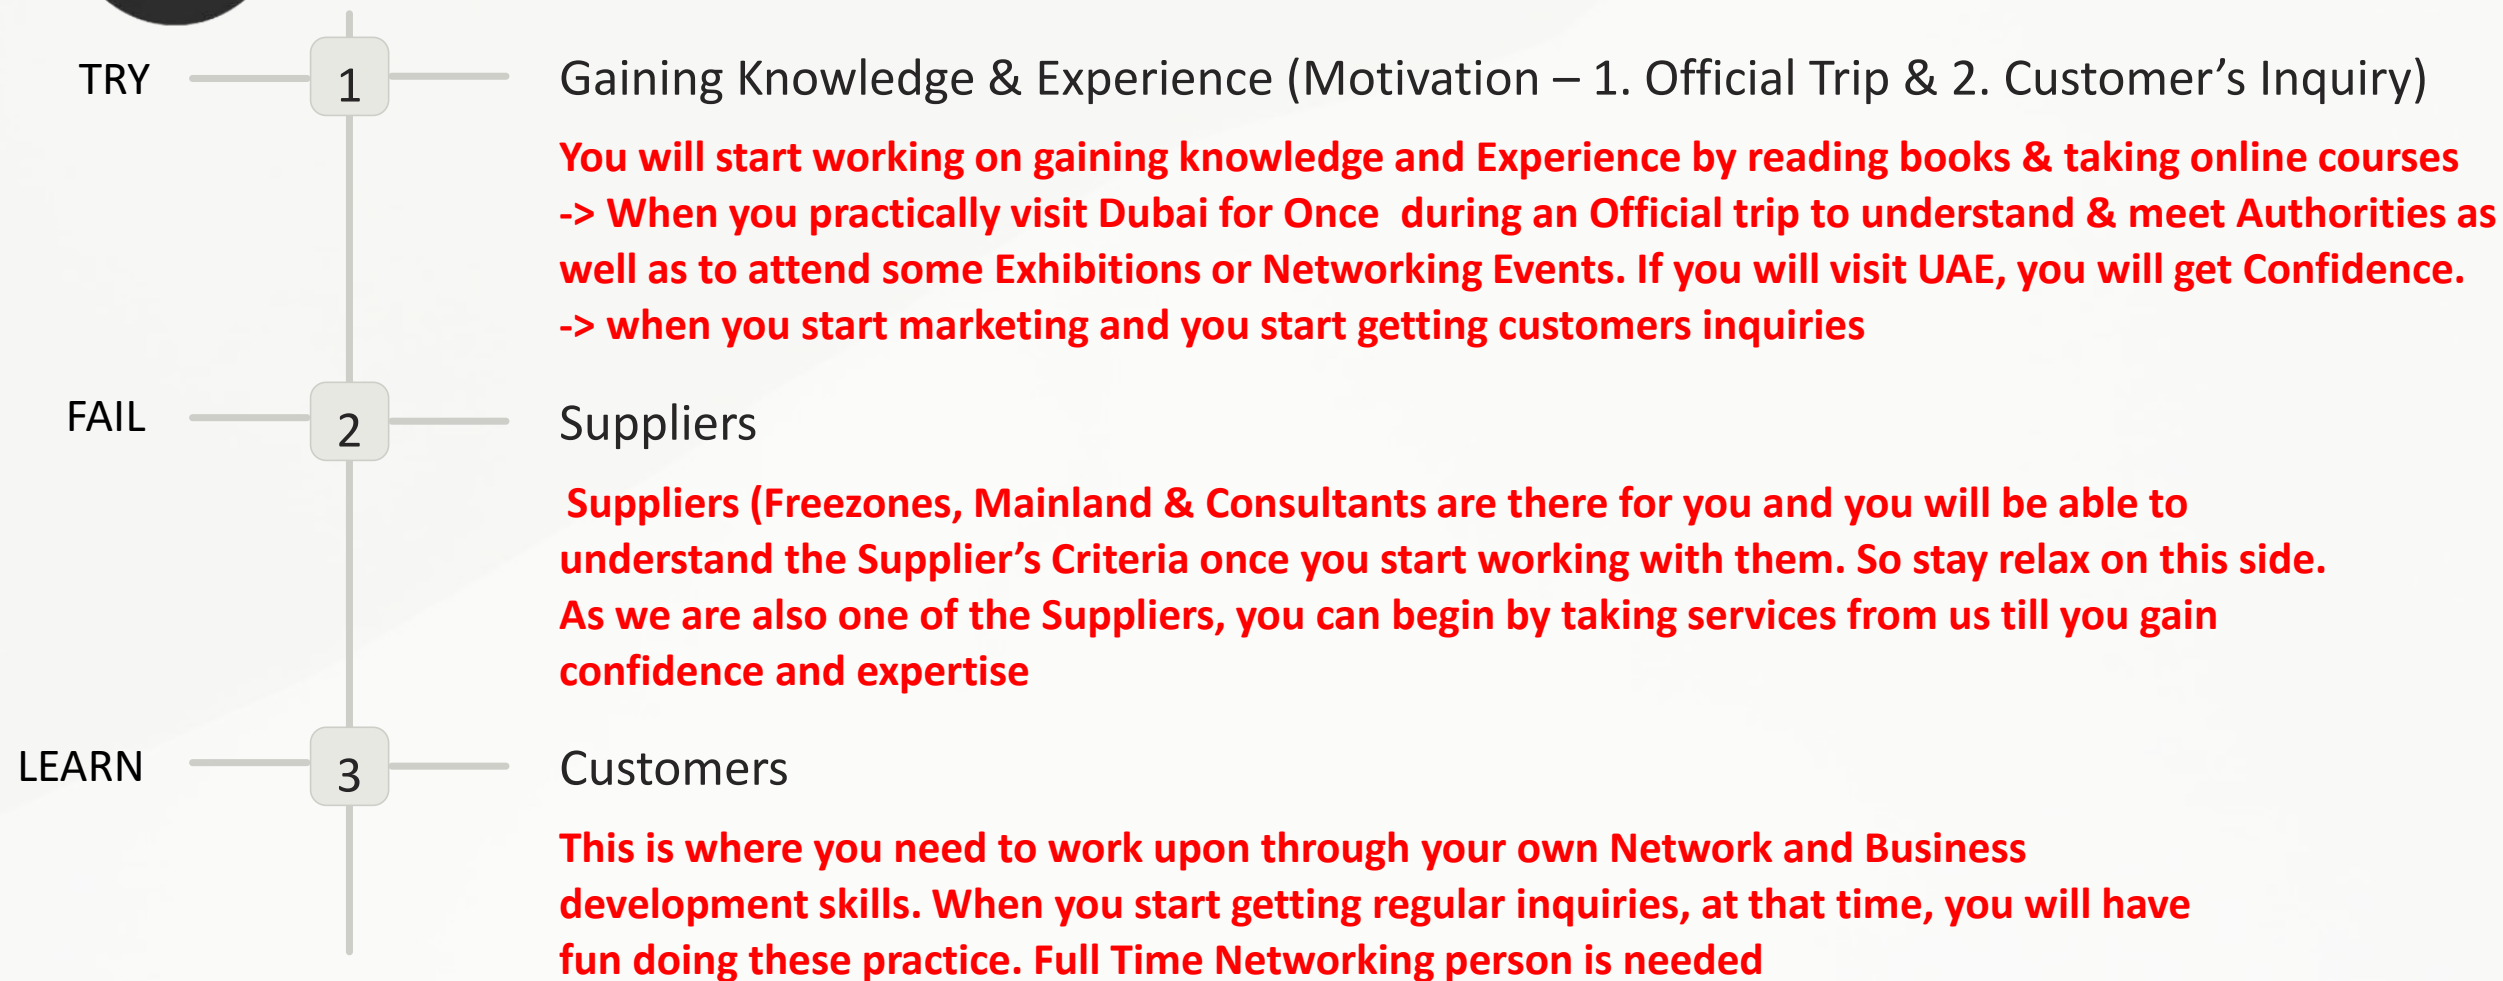 TRY
1
Gaining Knowledge & Experience (Motivation – 1. Official Trip & 2. Customer’s Inquiry)
You will start working on gaining knowledge and Experience by reading books & taking online courses
-> When you practically visit Dubai for Once  during an Official trip to understand & meet Authorities as
well as to attend some Exhibitions or Networking Events. If you will visit UAE, you will get Confidence.
-> when you start marketing and you start getting customers inquiries
FAIL
2
Suppliers
Suppliers (Freezones, Mainland & Consultants are there for you and you will be able to
understand the Supplier’s Criteria once you start working with them. So stay relax on this side.
As we are also one of the Suppliers, you can begin by taking services from us till you gain
confidence and expertise
LEARN
3
Customers
This is where you need to work upon through your own Network and Business
development skills. When you start getting regular inquiries, at that time, you will have
fun doing these practice. Full Time Networking person is needed